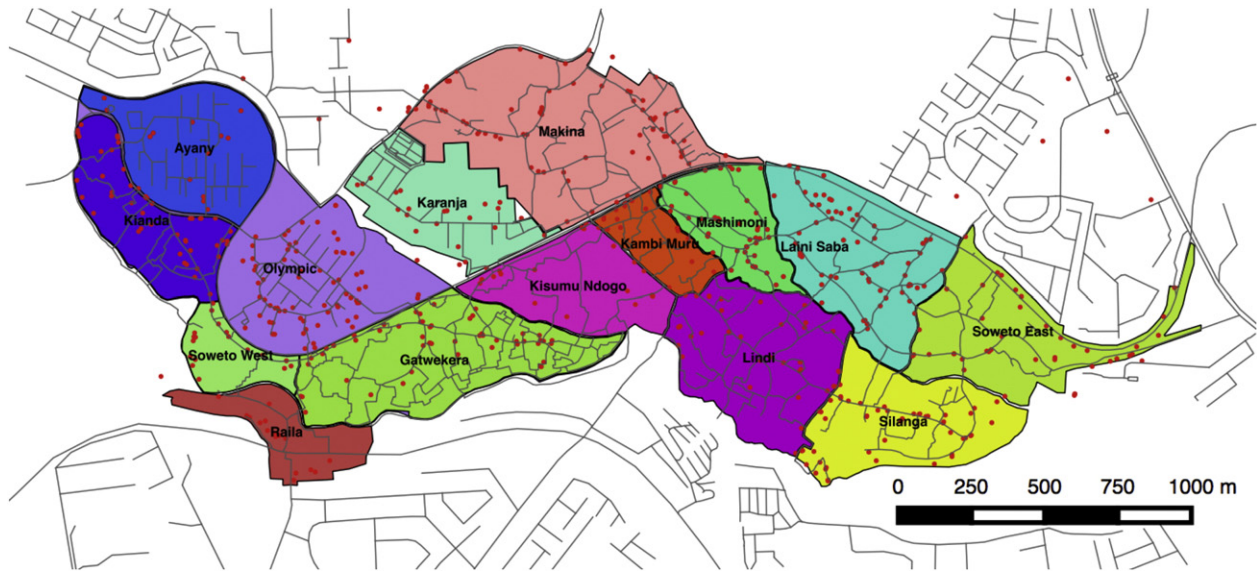 Makina
Ayany
Karanja
Kianda
Mashimoni
Kambi Muru
Laini Saba
Olympic
Kisumu Ndogo
Soweto East
Soweto West
Gatwekera
Lindi
Silanga
Raila
0 250 500 750 1000 m